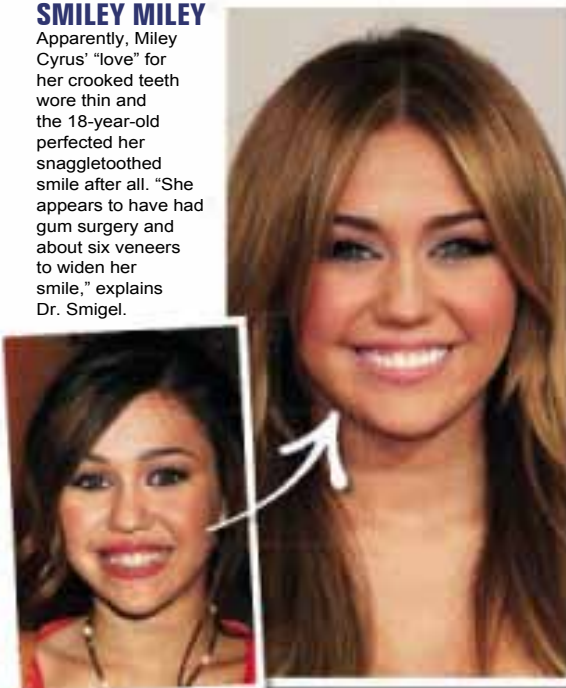 SMILEY MILEY
Apparently, Miley
Cyrus’ “love” for
her crooked teeth
wore thin and
the 18-year-old
perfected her
snaggletoothed
smile after all. “She
appears to have had
gum surgery and
about six veneers
to widen her
smile,” explains
Dr. Smigel.